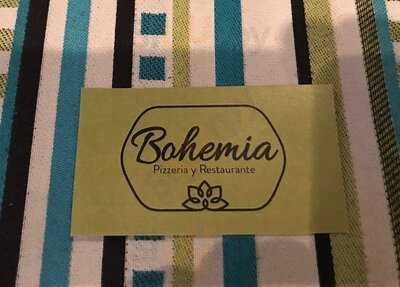 Bohemia
Pizzeria y Restaurante